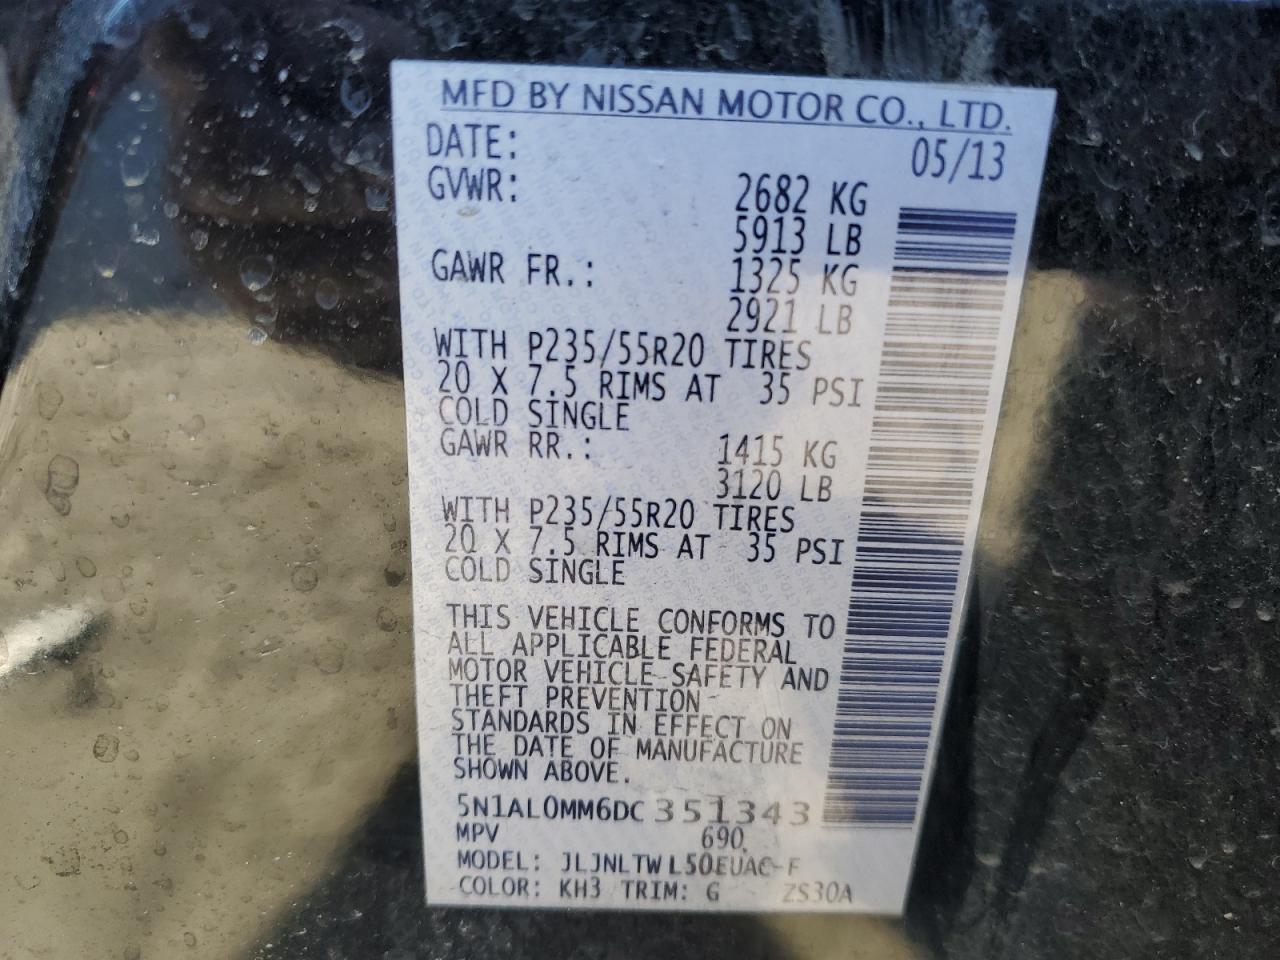 MFD BY NISSAN MOTOR CO., LTD.
DATE: 05/13
GVWR: 2682 KG
5913 LB
GAWR FR.: 1325 KG
2921 LB
WITH P235/55R20 TIRES
20 X 7.5 RIMS AT 35 PSI
COLD SINGLE
GAWR RR.: 1415 KG
3120 LB
WITH P235/55R20 TIRES
20 X 7.5 RIMS AT 35 PSI
COLD SINGLE
THIS VEHICLE CONFORMS TO
ALL APPLICABLE FEDERAL
MOTOR VEHICLE SAFETY AND
THEFT PREVENTION
STANDARDS IN EFFECT ON
THE DATE OF MANUFACTURE
SHOWN ABOVE.
5N1AL0MM6DC351343
MPV 690
MODEL: JLJNLTW L50EUAC-F
COLOR: KH3 TRIM: G ZS30A